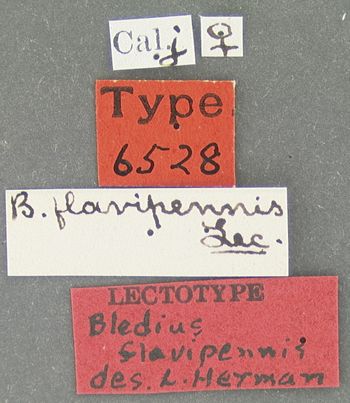 Cal. ♀
Type
6528
B. flavipennis
Lec.
LECTOTYPE
Bledius
flavipennis
des. L. Herman